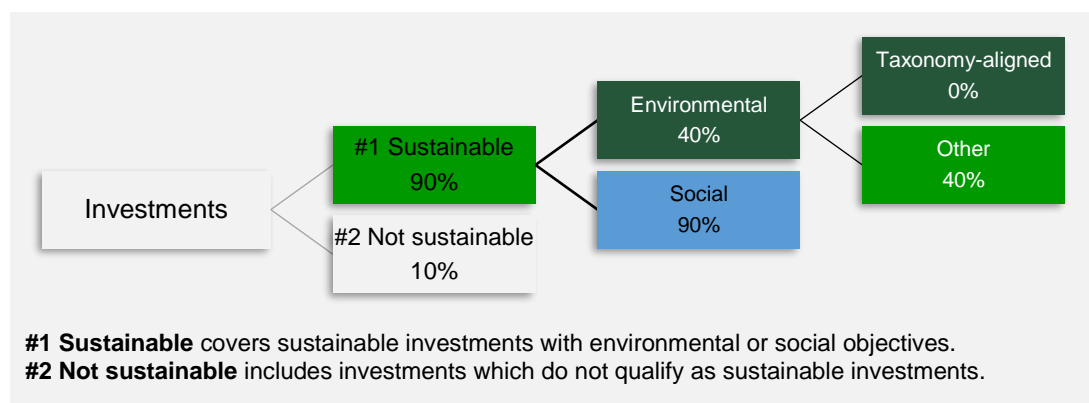 Investments
#1 Sustainable
90%
#2 Not sustainable
10%
Environmental
40%
Social
90%
Taxonomy-aligned
0%
Other
40%
#1 Sustainable covers sustainable investments with environmental or social objectives.
#2 Not sustainable includes investments which do not qualify as sustainable investments.